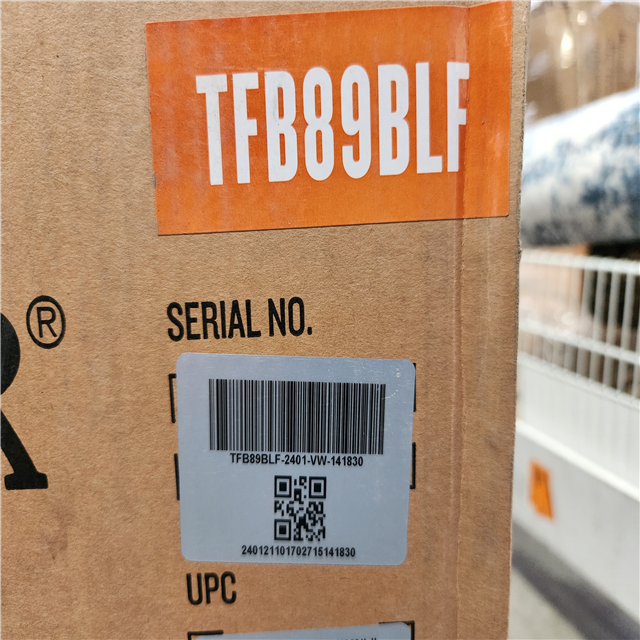 TFB89BLF
R®
SERIAL NO.
TFB89BLF-2401-VW-141830
240121101702715141830
UPC